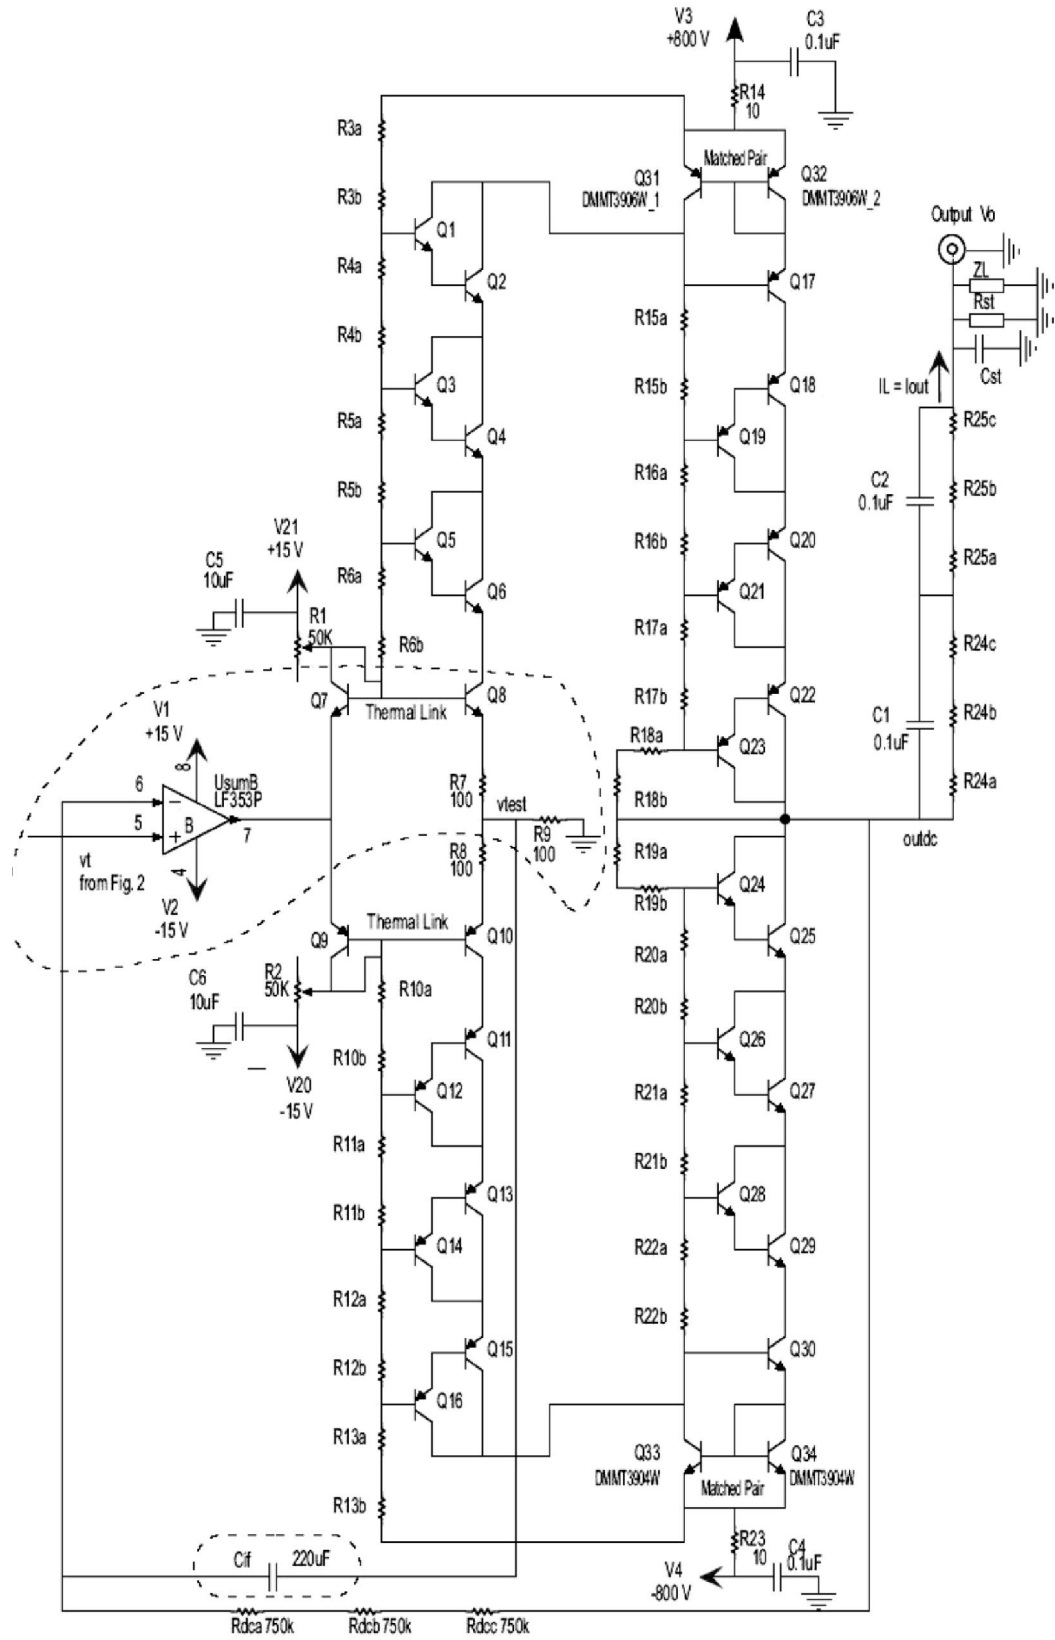 V3
+800 V
C3
0.1uF
R14
10
R3a
Matched Pair
Q31
DMMT3906W_1
Q32
DMMT3906W_2
R3b
Q1
Output Vo
R4a
Q2
Q17
ZL
Rst
R15a
R4b
Cst
Q3
R15b
Q18
IL = Iout
R5a
Q4
Q19
R25c
R16a
C2
0.1uF
R5b
R25b
V21
+15 V
Q5
R16b
Q20
C5
10uF
R6a
R25a
Q6
Q21
R1
50K
R17a
R6b
R24c
Q7
Thermal Link
Q8
R17b
Q22
V1
+15 V
C1
0.1uF
R24b
R18a
Q23
8
6
UsumB
LF353P
R7
100
vtest
R18b
R24a
5
B
7
R9
100
outdc
vt
from Fig. 2
4
R8
100
R19a
Q24
V2
-15 V
Thermal Link
R19b
Q9
Q10
R20a
Q25
C6
10uF
R2
50K
R10a
R20b
Q11
Q26
R10b
V20
-15 V
Q12
R21a
Q27
R11a
R21b
Q13
Q28
R11b
Q14
R22a
Q29
R12a
R22b
Q15
Q30
R12b
Q16
R13a
Q33
DMMT3904W
Q34
DMMT3904W
Matched Pair
R13b
R23
10
C4
0.1uF
Cif
220uF
V4
-800 V
Rdca 750k
Rdcb 750k
Rdcc 750k